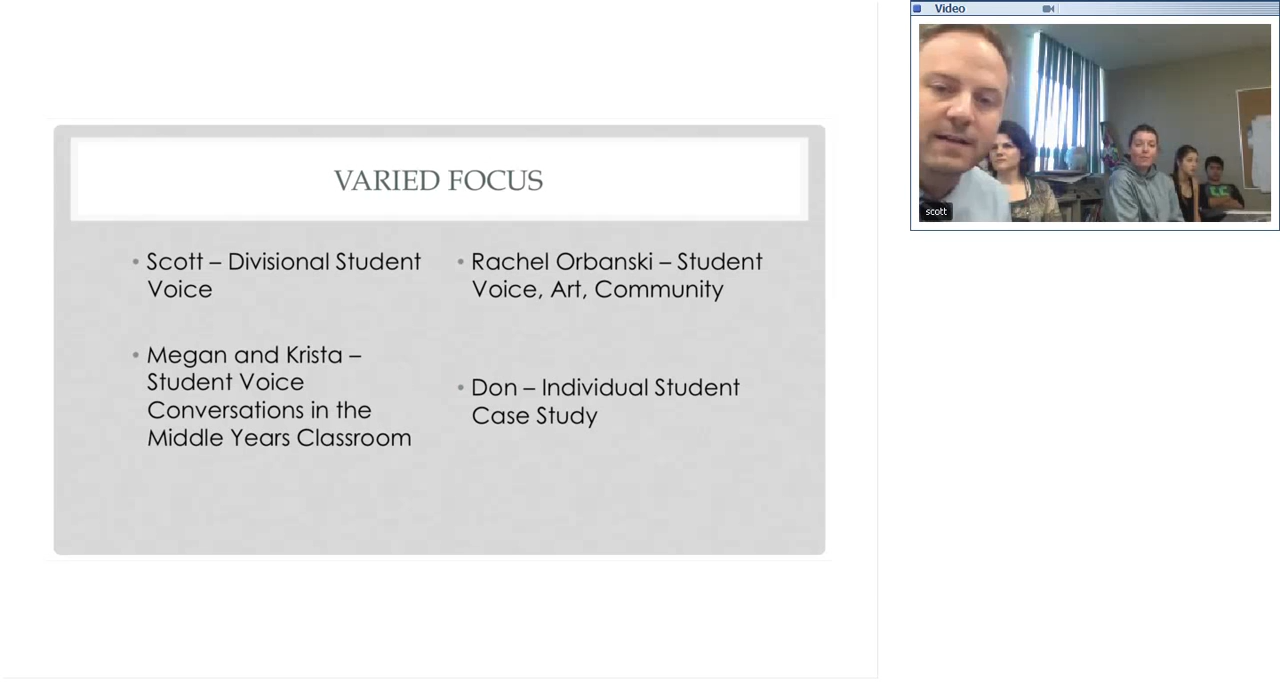 Video
scott
VARIED FOCUS
• Scott – Divisional Student
Voice
• Megan and Krista –
Student Voice
Conversations in the
Middle Years Classroom
• Rachel Orbanski – Student
Voice, Art, Community
• Don – Individual Student
Case Study